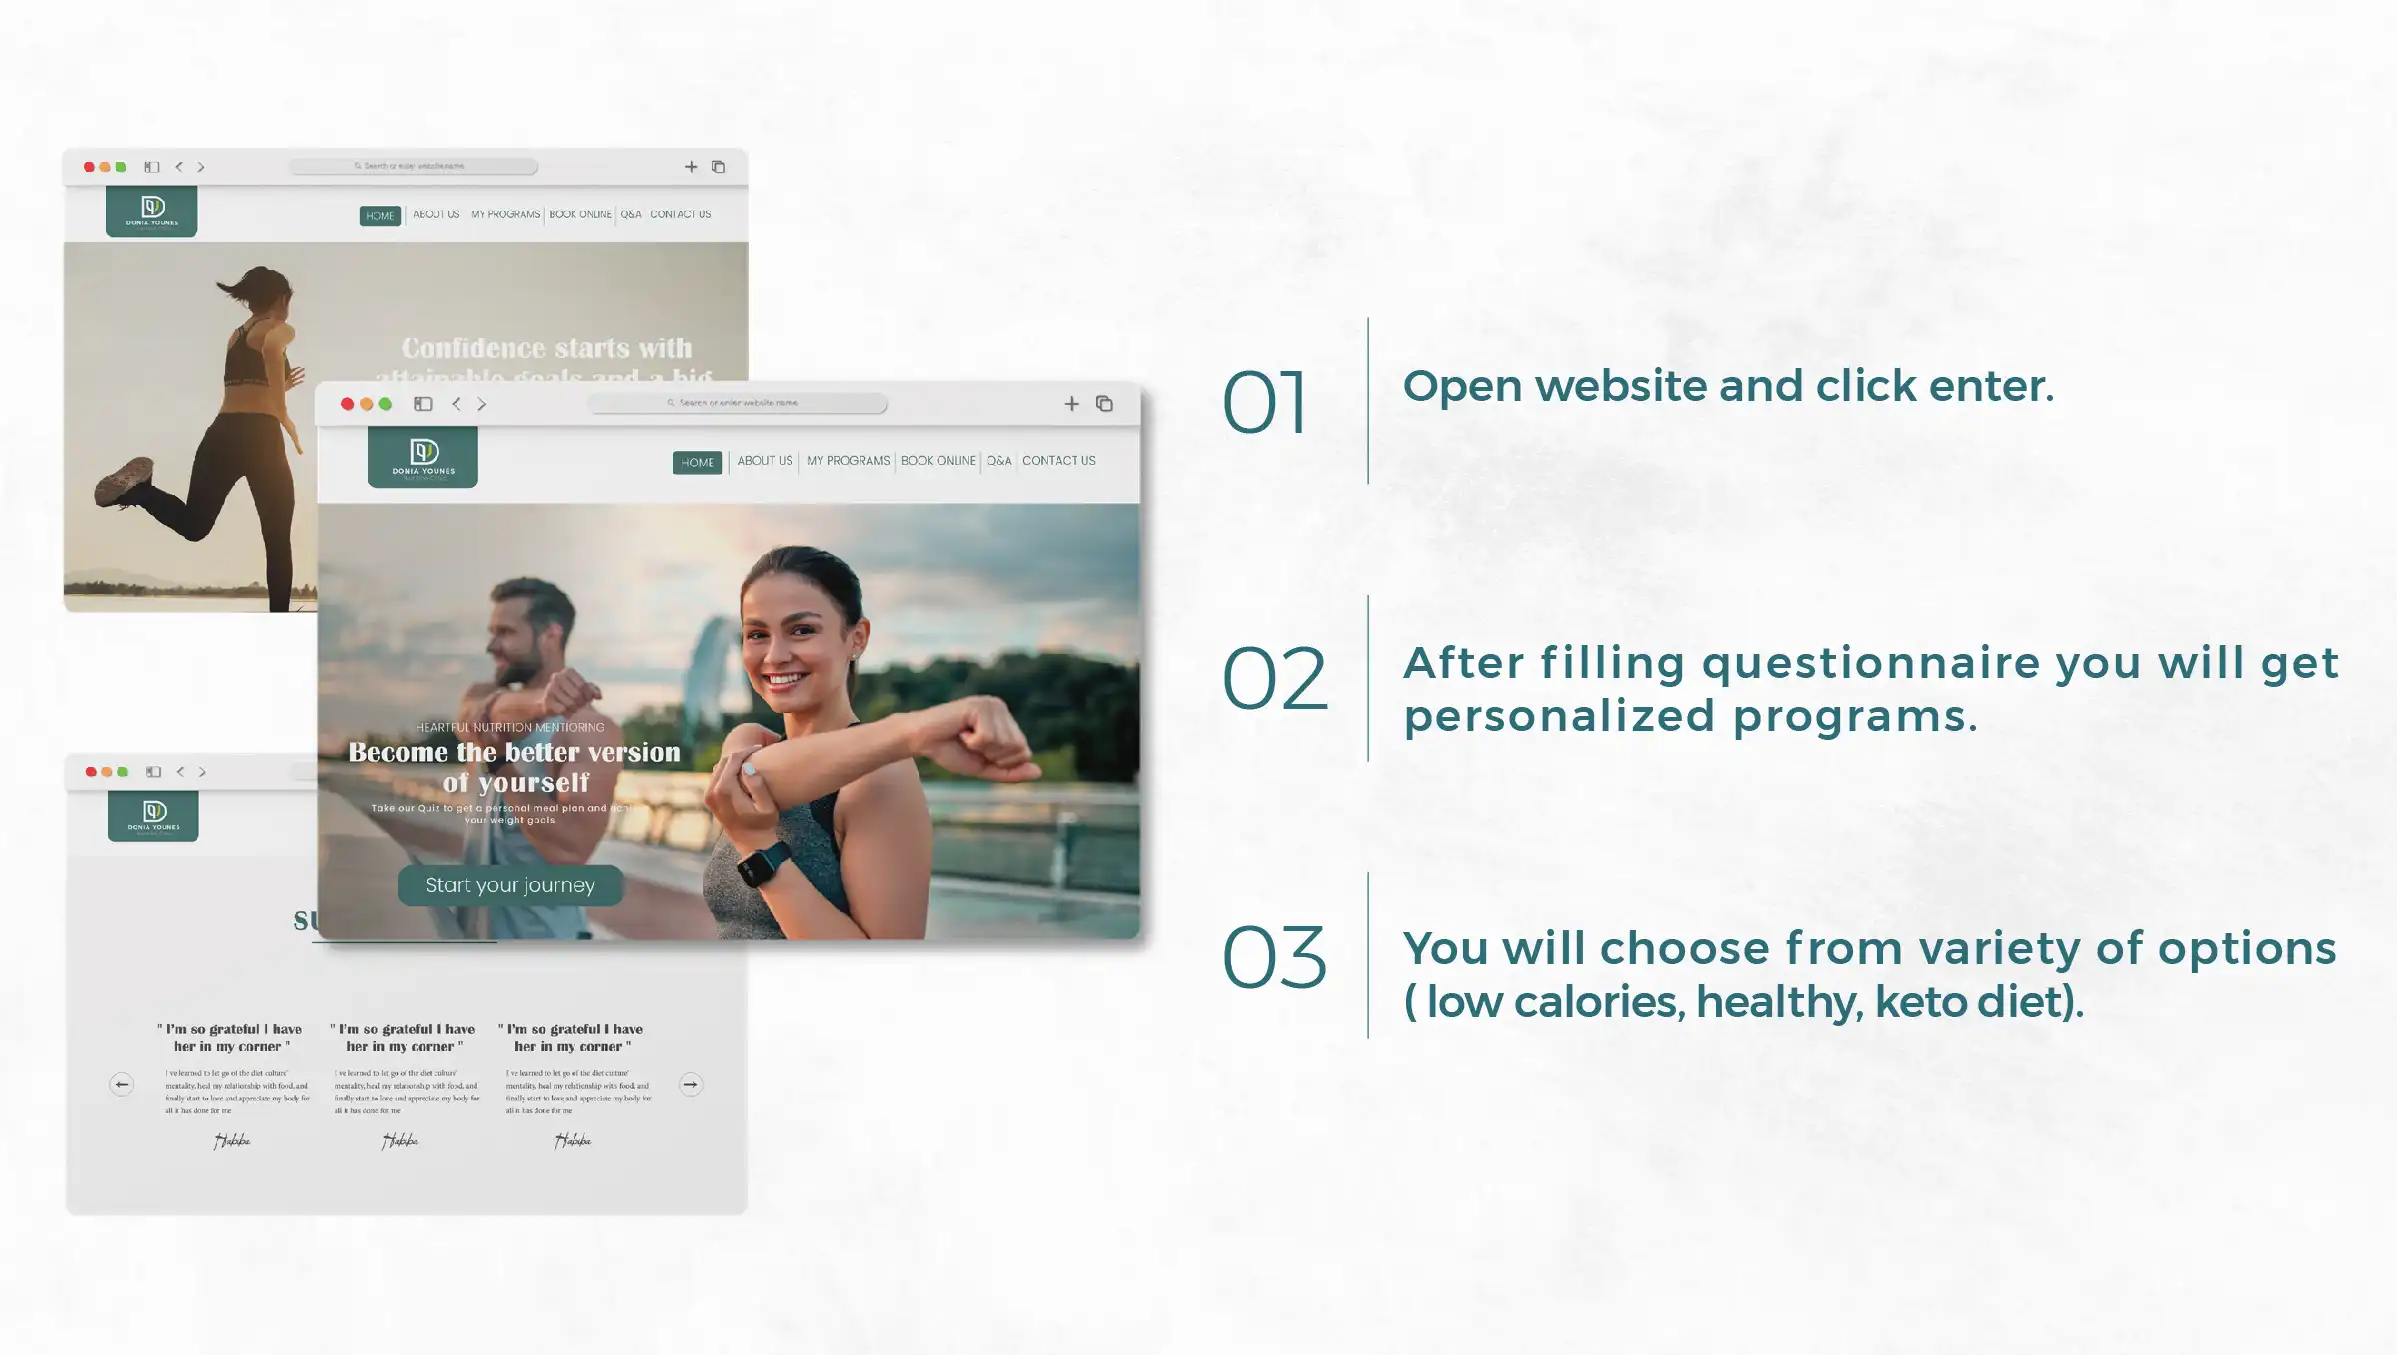 Search or enter website name
DONIA YOUNES
HOME
ABOUT US
MY PROGRAMS
BOOK ONLINE
Q&A
CONTACT US
Confidence starts with
attainable goals and a big
Search or enter website name
DONIA YOUNES
HOME
ABOUT US
MY PROGRAMS
BOOK ONLINE
Q&A
CONTACT US
HEARTFUL NUTRITION MENTIORING
Become the better version
of yourself
Take our Quiz to get a personal meal plan and
your weight goals.
Start your journey
DONIA YOUNES
" I'm so grateful I have
her in my corner "
I've learned to let go of the diet culture'
mentality, heal my relationship with food, and
finally start to love and appreciate my body for
all it has done for me
Habiba
" I'm so grateful I have
her in my corner "
I've learned to let go of the diet culture'
mentality, heal my relationship with food, and
finally start to love and appreciate my body for
all it has done for me
Habiba
" I'm so grateful I have
her in my corner "
I've learned to let go of the diet culture'
mentality, heal my relationship with food, and
finally start to love and appreciate my body for
all it has done for me
Habiba
01
Open website and click enter.
02
After filling questionnaire you will get
personalized programs.
03
You will choose from variety of options
( low calories, healthy, keto diet).